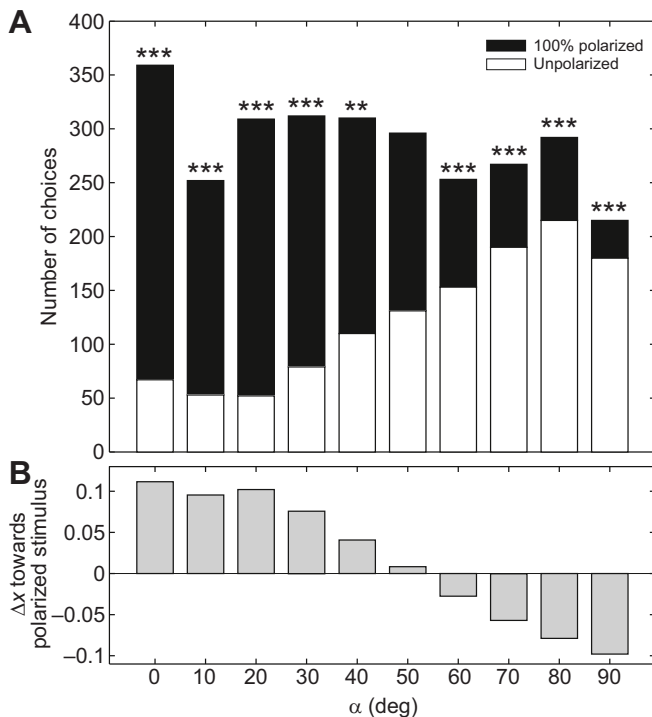 A
400
350
300
250
200
150
100
50
0
Number of choices
100% polarized
Unpolarized
*** *** *** *** ** *** *** *** ***
B
0.1
0.05
0
–0.05
–0.1
Δx towards
polarized stimulus
0 10 20 30 40 50 60 70 80 90
α (deg)